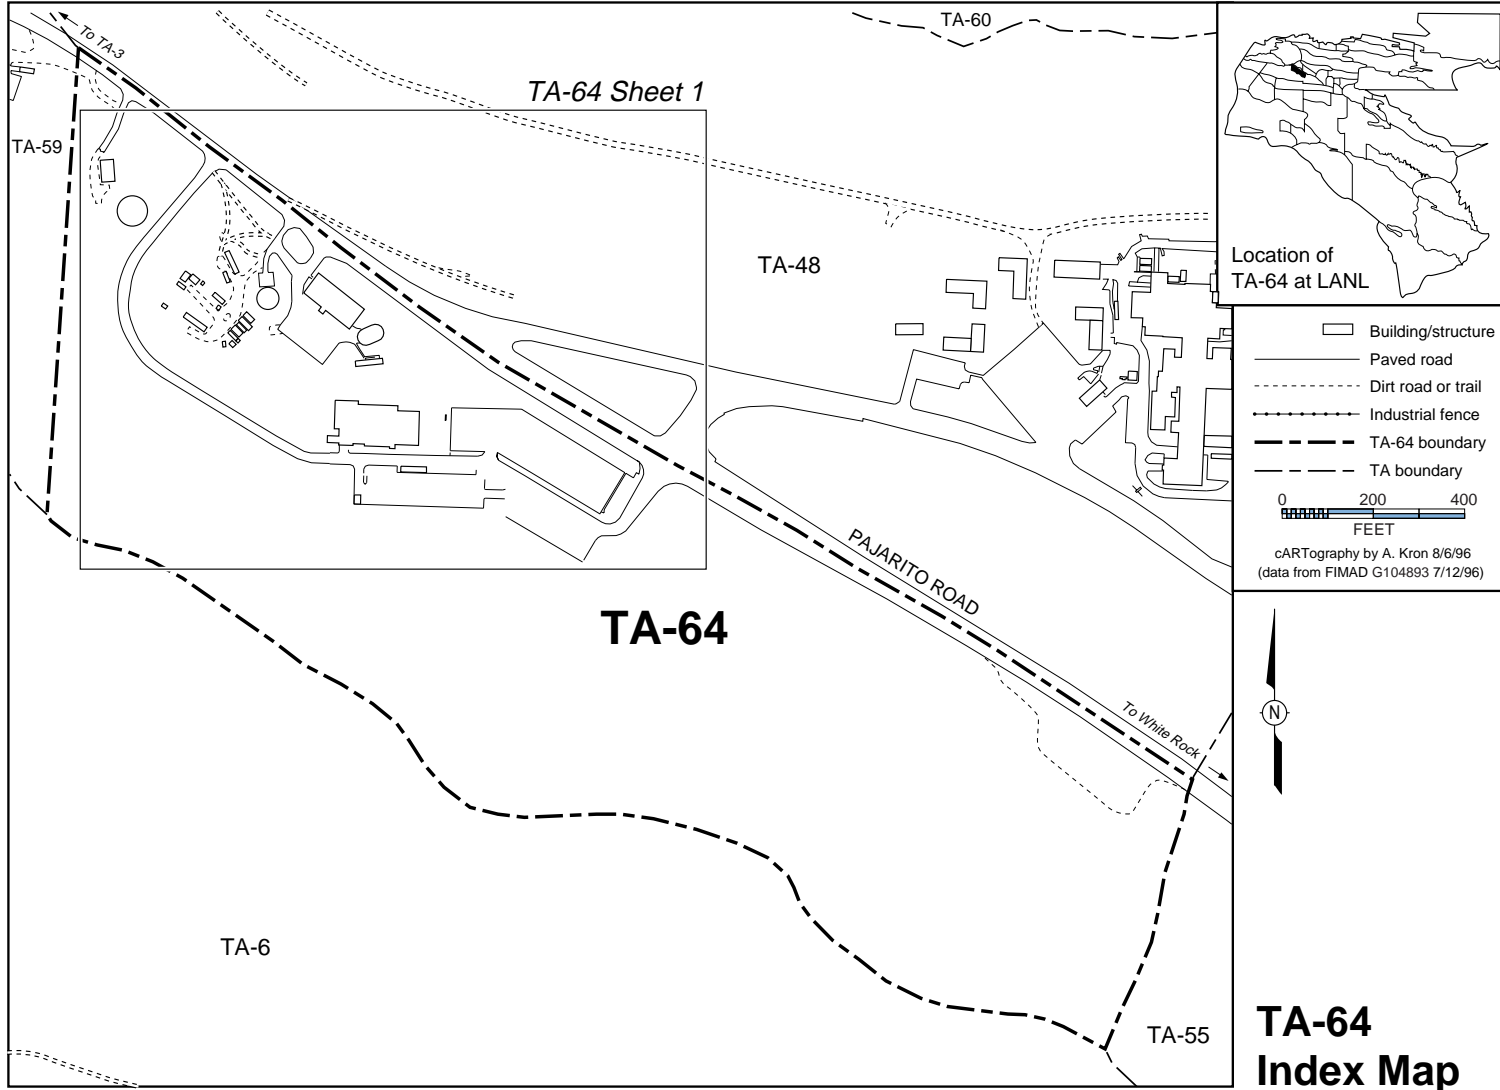 To TA-3
TA-60
TA-64 Sheet 1
TA-59
TA-48
Location of
TA-64 at LANL
Building/structure
Paved road
Dirt road or trail
Industrial fence
TA-64 boundary
TA boundary
0 200 400
FEET
cARTography by A. Kron 8/6/96
(data from FIMAD G104893 7/12/96)
PAJARITO ROAD
TA-64
To White Rock
N
TA-6
TA-55
TA-64
Index Map